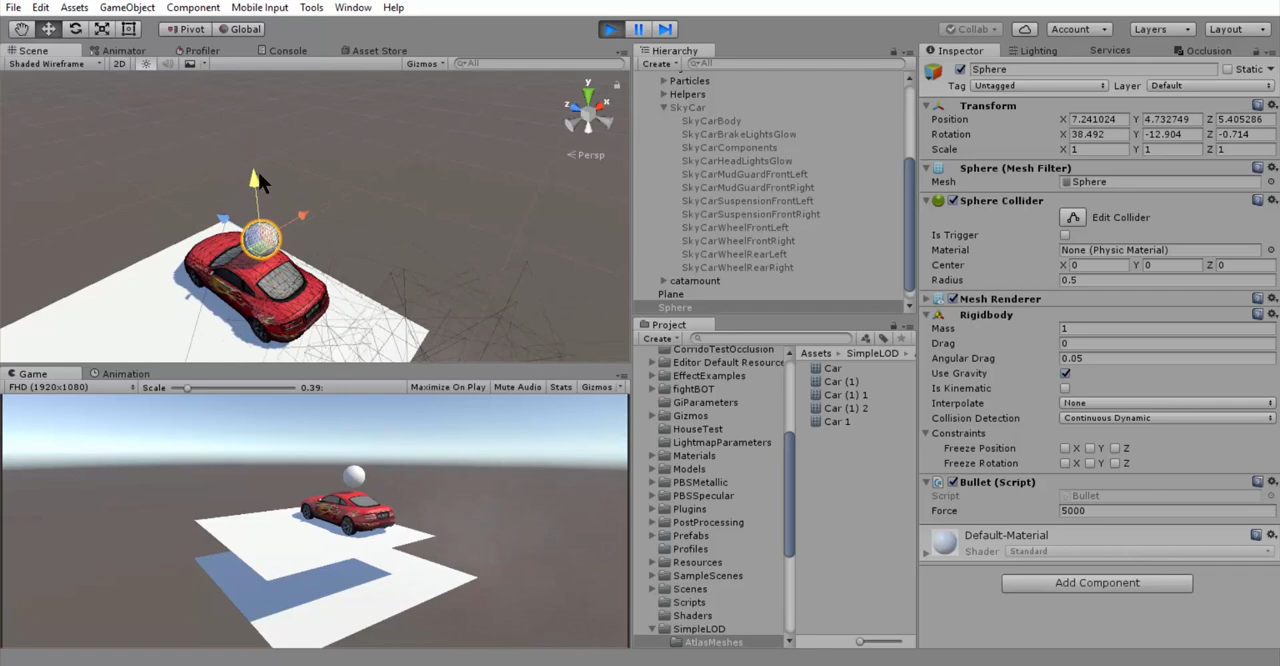 File Edit Assets GameObject Component Mobile Input Tools Window Help
Pivot Global Collab Account Layers Layout
Scene Animator Profiler Console Asset Store
Shaded Wireframe 2D Gizmos All
y
z x
Persp
Game Animation
FHD (1920x1080) Scale 0.39: Maximize On Play Mute Audio Stats Gizmos
Hierarchy
Create All
Particles
Helpers
SkyCar
SkyCarBody
SkyCarBrakeLightsGlow
SkyCarComponents
SkyCarHeadLightsGlow
SkyCarMudGuardFrontLeft
SkyCarMudGuardFrontRight
SkyCarSuspensionFrontLeft
SkyCarSuspensionFrontRight
SkyCarWheelFrontLeft
SkyCarWheelFrontRight
SkyCarWheelRearLeft
SkyCarWheelRearRight
catamount
Plane
Sphere
Project
Create
CorridoTestOcclusion
Editor Default Resource
EffectExamples
fightBOT
GiParameters
Gizmos
HouseTest
LightmapParameters
Materials
Models
PBSMetallic
PBSSpecular
Plugins
PostProcessing
Prefabs
Profiles
Resources
SampleScenes
Scenes
Scripts
Shaders
SimpleLOD
AtlasMeshes
Assets SimpleLOD
Car
Car (1)
Car (1) 1
Car (1) 2
Car 1
Inspector Lighting Services Occlusion
Sphere Static
Tag Untagged Layer Default
Transform
Position X 7.241024 Y 4.732749 Z 5.405286
Rotation X 38.492 Y -12.904 Z -0.714
Scale X 1 Y 1 Z 1
Sphere (Mesh Filter)
Mesh Sphere
Sphere Collider
Edit Collider
Is Trigger
Material None (Physic Material)
Center X 0 Y 0 Z 0
Radius 0.5
Mesh Renderer
Rigidbody
Mass 1
Drag 0
Angular Drag 0.05
Use Gravity
Is Kinematic
Interpolate None
Collision Detection Continuous Dynamic
Constraints
Freeze Position X Y Z
Freeze Rotation X Y Z
Bullet (Script)
Script Bullet
Force 5000
Default-Material
Shader Standard
Add Component